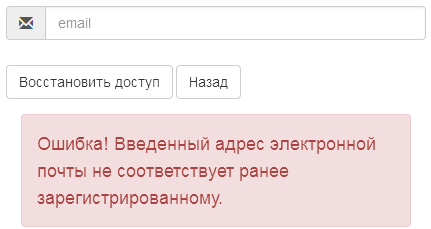 email
Восстановить доступ Назад
Ошибка! Введенный адрес электронной
почты не соответствует ранее
зарегистрированному.